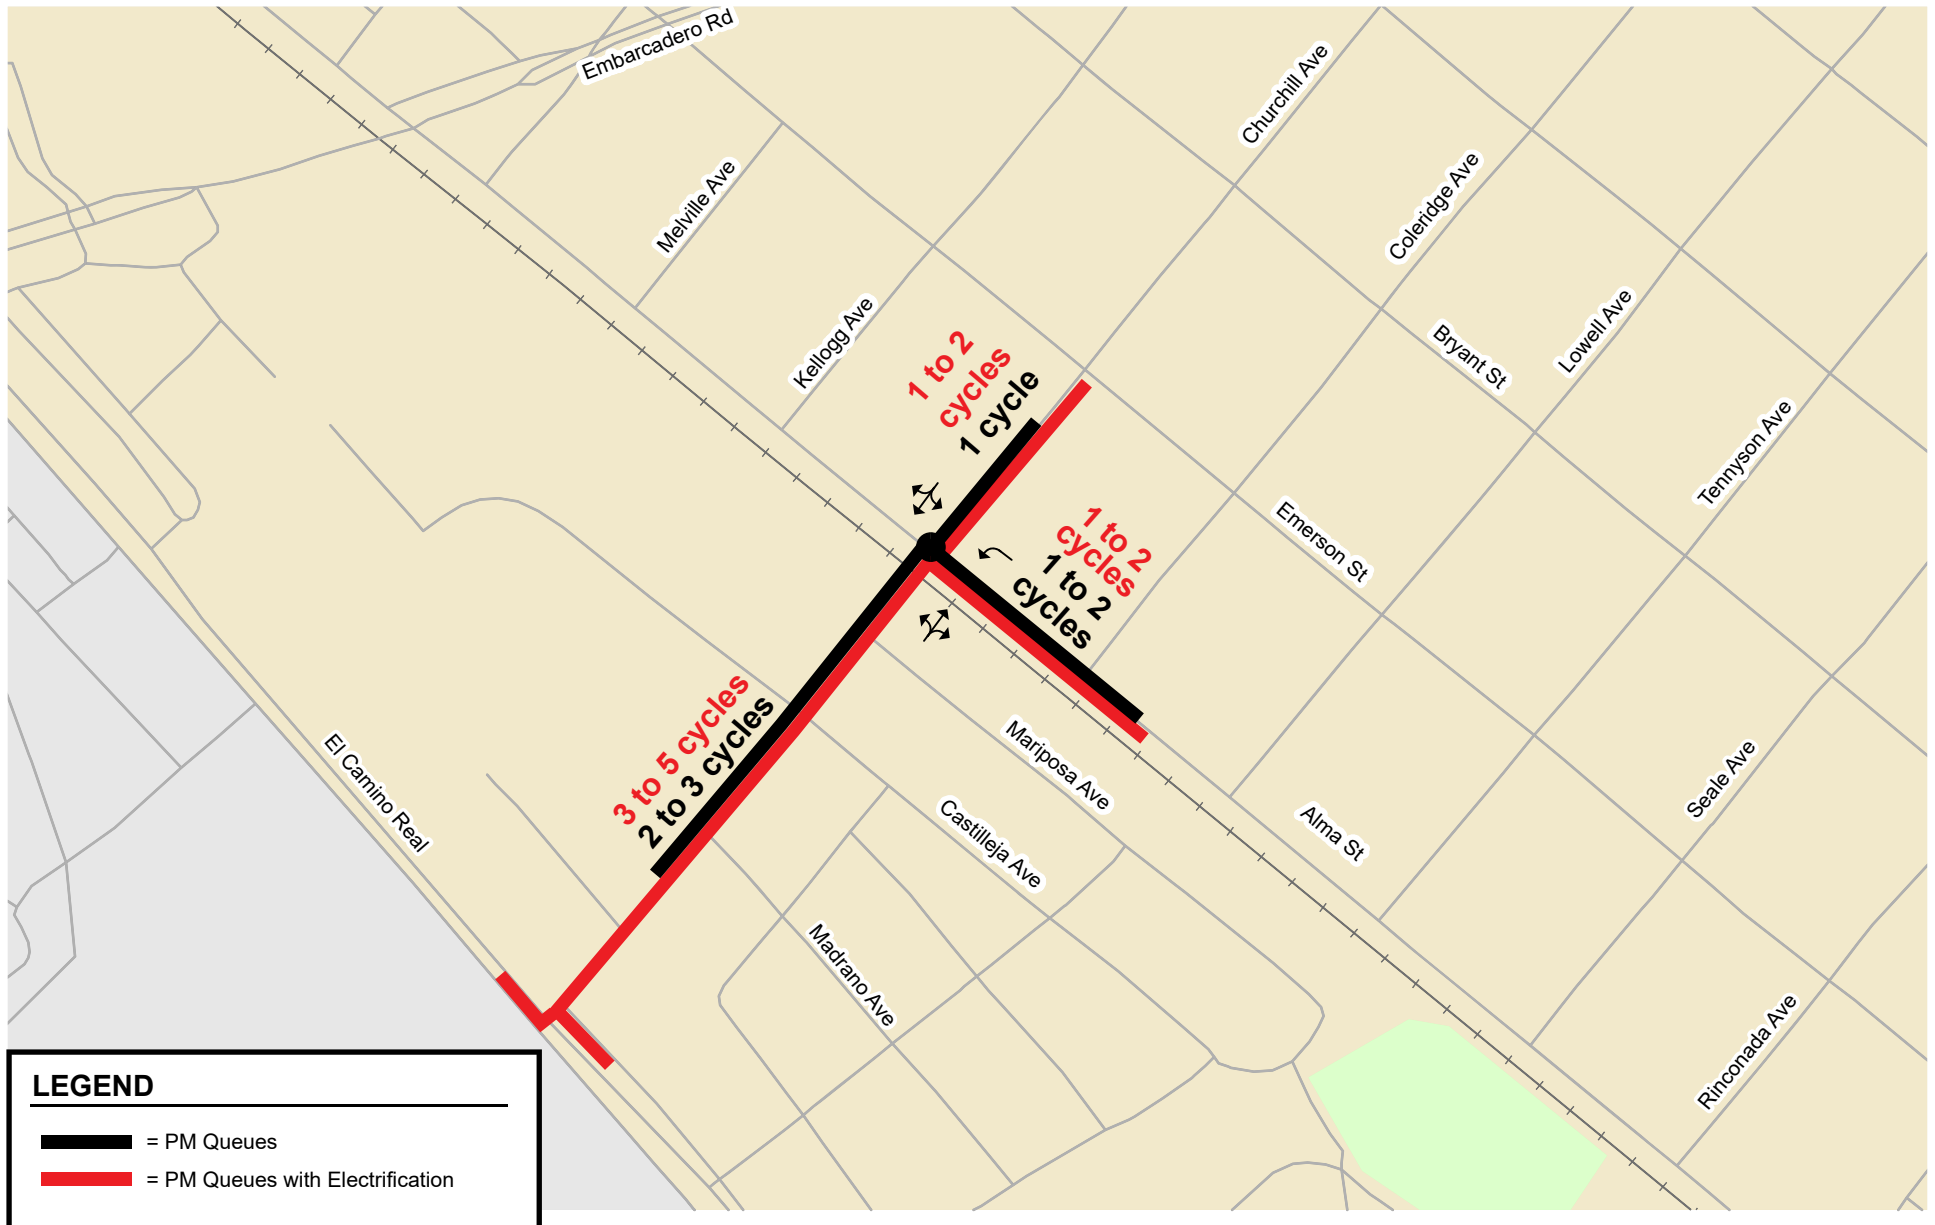 Embarcadero Rd
Churchill Ave
Melville Ave
Coleridge Ave
Kellogg Ave
Lowell Ave
Bryant St
1 to 2
cycles
1 cycle
Tennyson Ave
1 to 2
cycles
1 to 2
cycles
Emerson St
3 to 5 cycles
2 to 3 cycles
Mariposa Ave
El Camino Real
Seale Ave
Castilleja Ave
Alma St
Madrano Ave
Rinconada Ave
LEGEND
= PM Queues
= PM Queues with Electrification